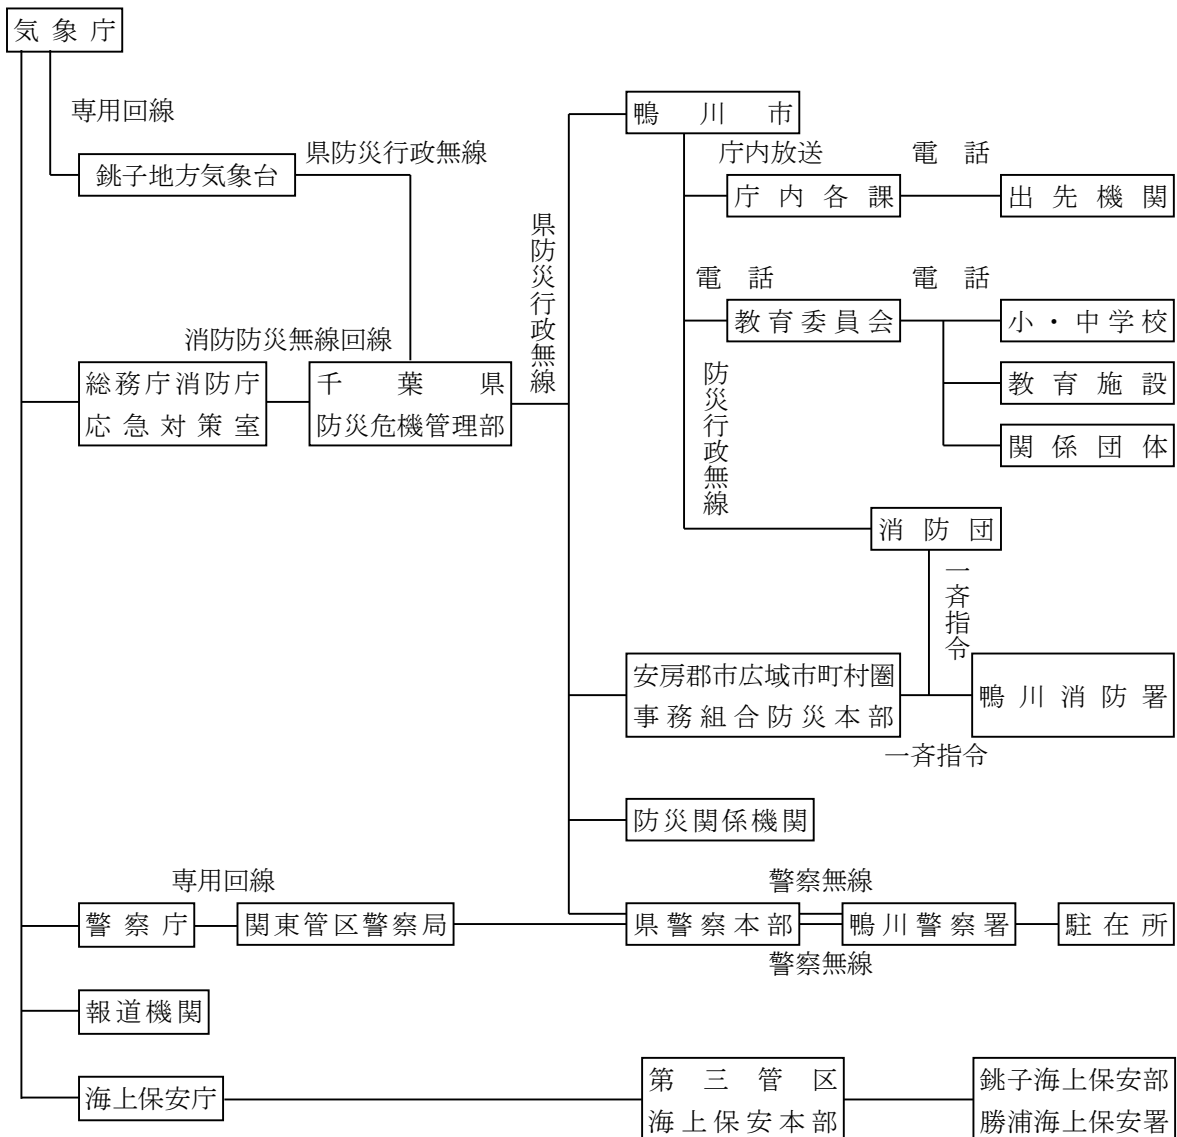 気象庁
専用回線
鴨川市
県防災行政無線
庁内放送
電話
銚子地方気象台
庁内各課
出先機関
県防災行政無線
電話
電話
教育委員会
小・中学校
消防防災無線回線
総務庁消防庁
応急対策室
千葉県
防災危機管理部
防災行政無線
教育施設
関係団体
消防団
一斉指令
安房郡市広域市町村圏
事務組合防災本部
鴨川消防署
一斉指令
防災関係機関
専用回線
警察無線
警察庁
関東管区警察局
県警察本部
鴨川警察署
駐在所
警察無線
報道機関
海上保安庁
第三管区
海上保安本部
銚子海上保安部
勝浦海上保安署